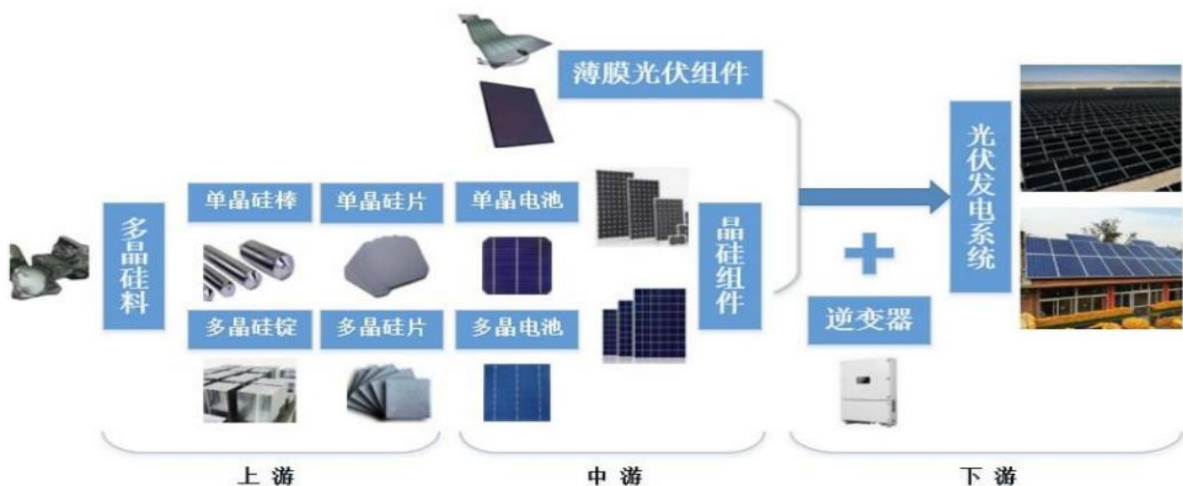 薄膜光伏组件
多晶硅料
单晶硅棒
单晶硅片
单晶电池
多晶硅锭
多晶硅片
多晶电池
晶硅组件
逆变器
光伏发电系统
上 游
中 游
下 游